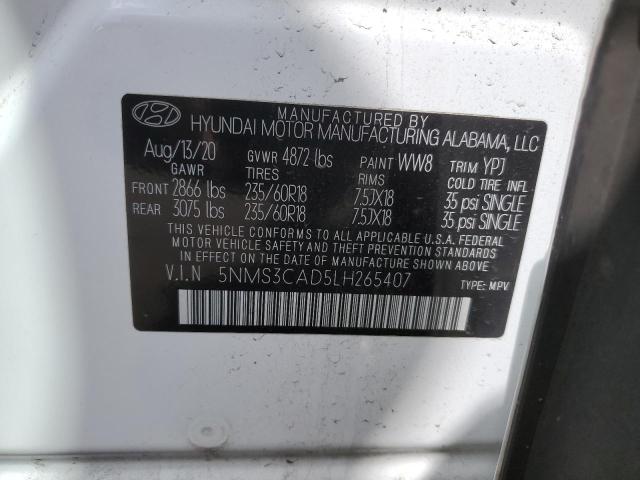 MANUFACTURED BY
HYUNDAI MOTOR MANUFACTURING ALABAMA, LLC
Aug/13/20 GVWR 4872 lbs PAINT WW8 TRIM YPJ
GAWR TIRES RIMS COLD TIRE INFL
FRONT 2866 lbs 235/60R18 7.5JX18 35 psi SINGLE
REAR 3075 lbs 235/60R18 7.5JX18 35 psi SINGLE
THIS VEHICLE CONFORMS TO ALL APPLICABLE U.S.A. FEDERAL
MOTOR VEHICLE SAFETY AND THEFT PREVENTION STANDARDS IN
EFFECT ON THE DATE OF MANUFACTURE SHOWN ABOVE.
V.I.N 5NMS3CAD5LH265407
TYPE: MPV